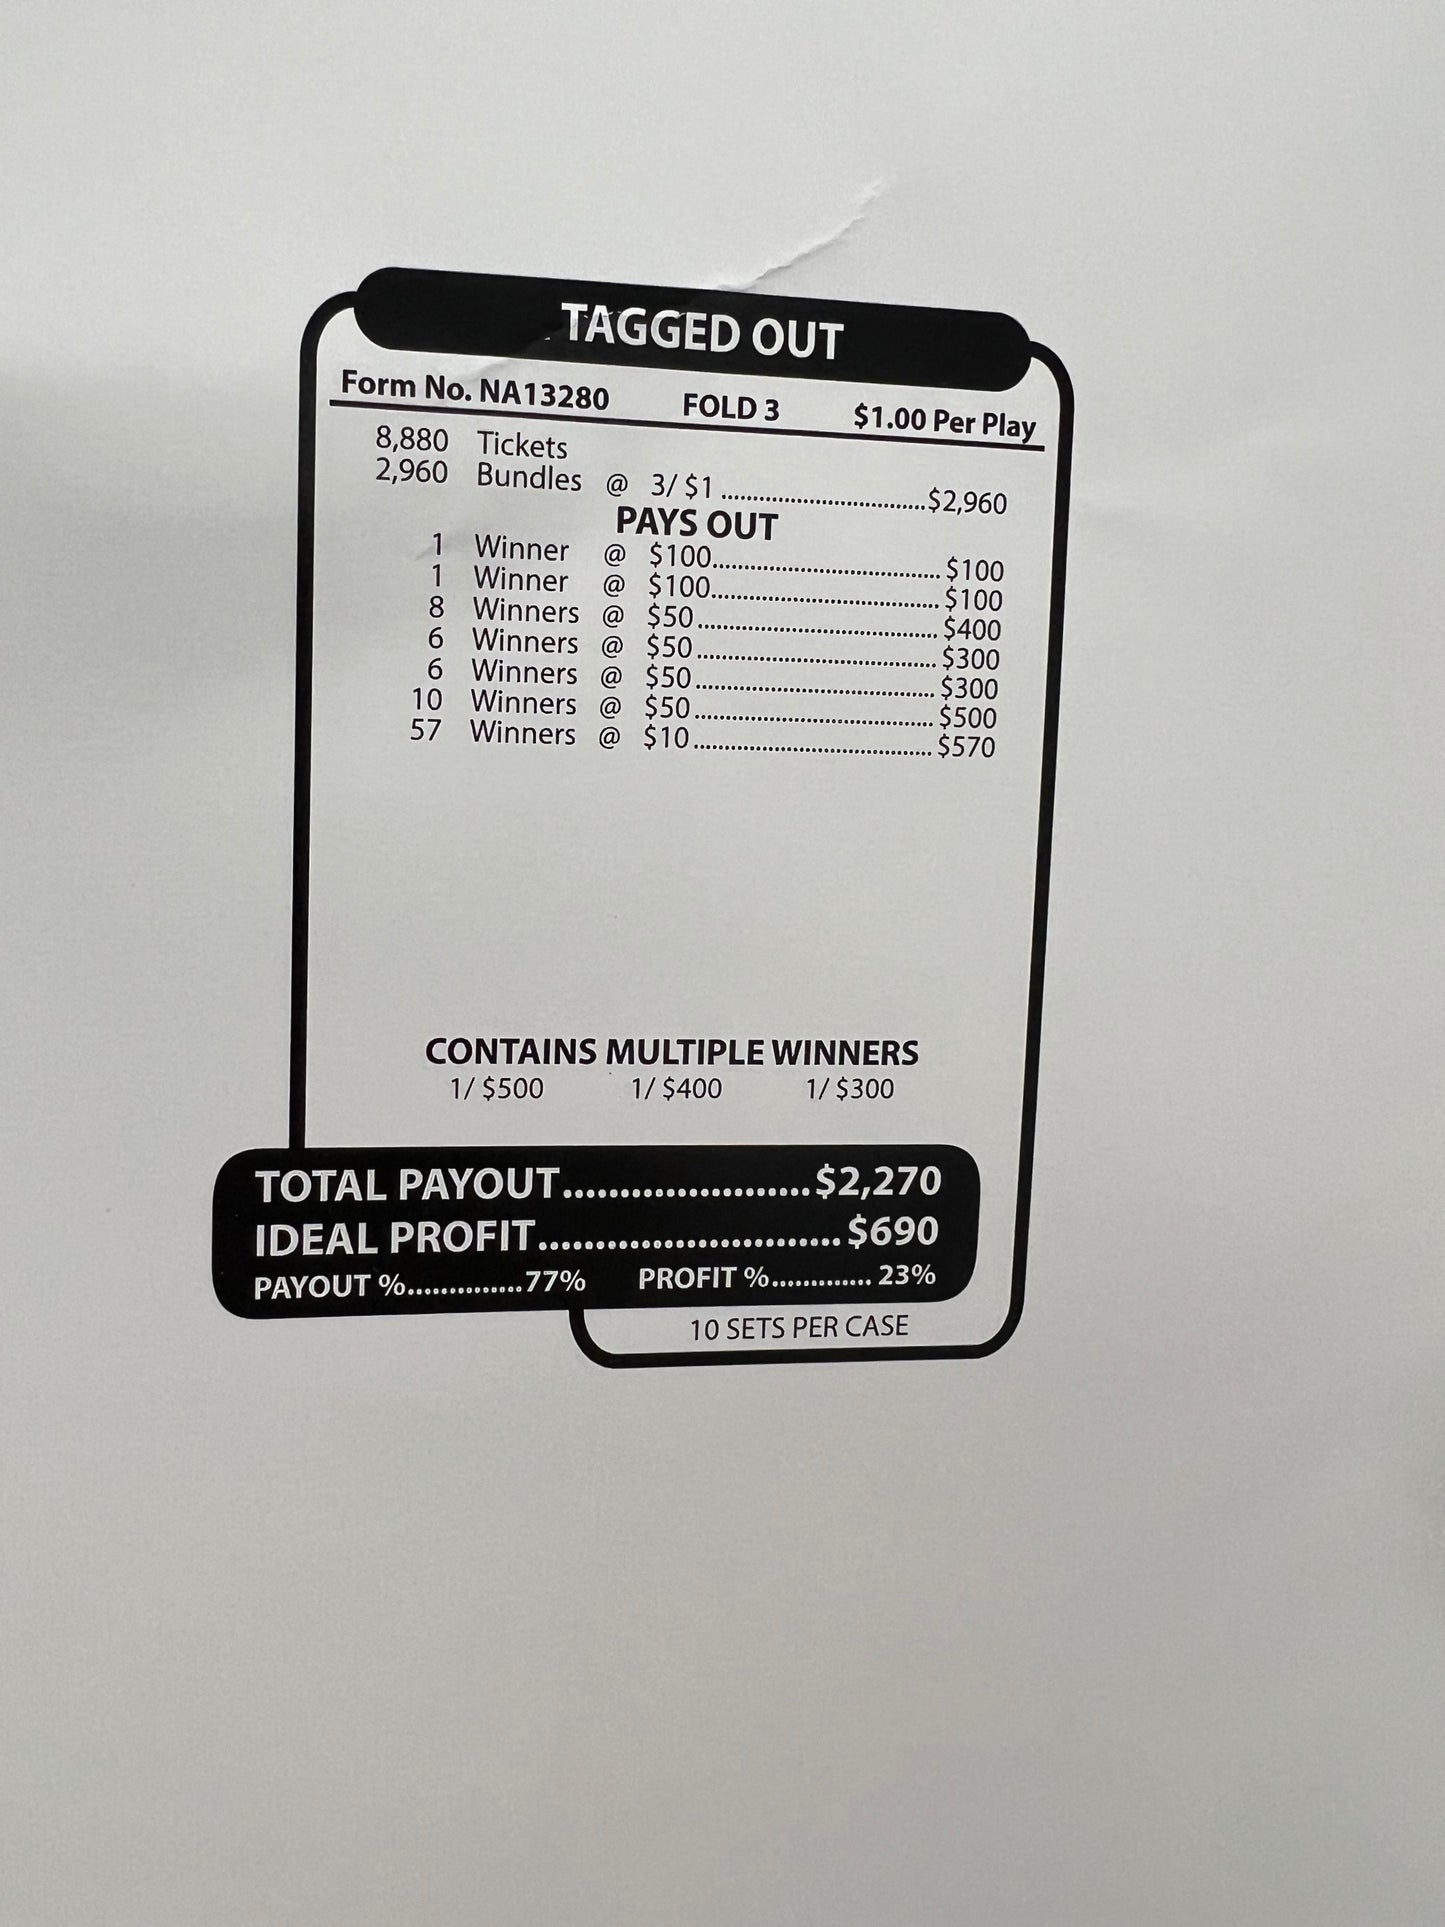 TAGGED OUT
Form No. NA13280 FOLD 3 $1.00 Per Play
8,880 Tickets
2,960 Bundles @ 3/ $1 ................................. $2,960
PAYS OUT
1 Winner @ $100..................................... $100
1 Winner @ $100..................................... $100
8 Winners @ $50....................................... $400
6 Winners @ $50....................................... $300
6 Winners @ $50....................................... $300
10 Winners @ $50....................................... $500
57 Winners @ $10....................................... $570
CONTAINS MULTIPLE WINNERS
1/ $500 1/ $400 1/ $300
TOTAL PAYOUT......................$2,270
IDEAL PROFIT...........................$690
PAYOUT %..............77% PROFIT %............. 23%
10 SETS PER CASE